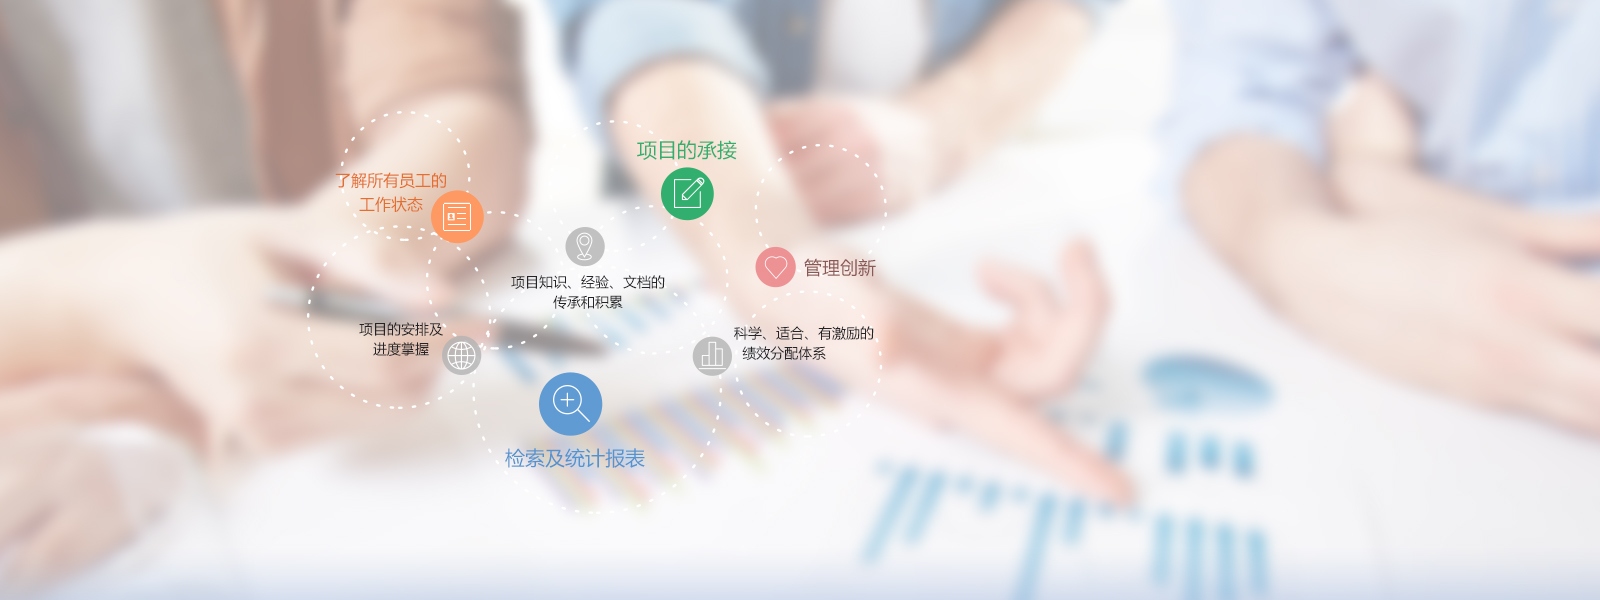 项目的承接
了解所有员工的
工作状态
管理创新
项目知识、经验、文档的
传承和积累
项目的安排及
进度掌握
科学、适合、有激励的
绩效分配体系
检索及统计报表